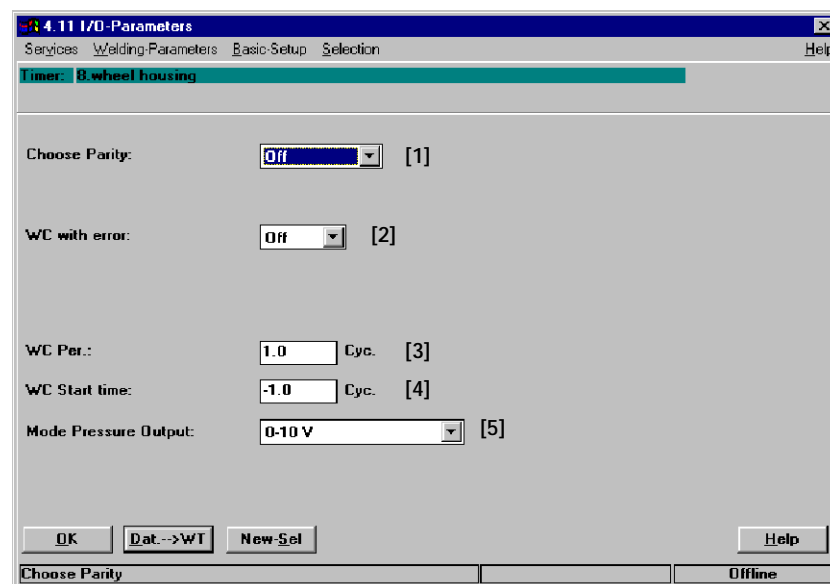 4.11 I/O-Parameters
Services Welding-Parameters Basic-Setup Selection Help
Timer: 8.wheel housing
Choose Parity: Off [1]
WC with error: Off [2]
WC Per.: 1.0 Cyc. [3]
WC Start time: -1.0 Cyc. [4]
Mode Pressure Output: 0-10 V [5]
OK Dat.-->WT New-Sel Help
Choose Parity Offline